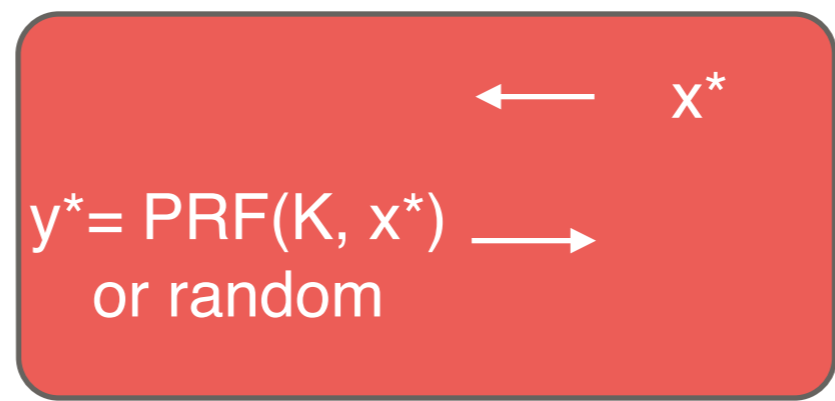 x*
y*= PRF(K, x*)
or random